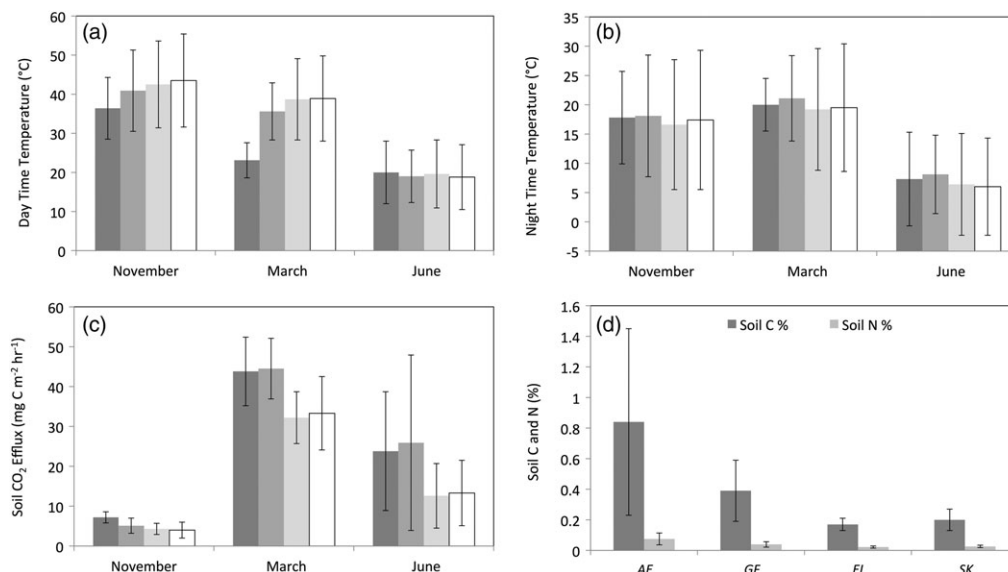 (a)
Day Time Temperature (°C)
60
50
40
30
20
10
0
November March June
(b)
Night Time Temperature (°C)
35
30
25
20
15
10
5
0
-5
November March June
(c)
Soil CO₂ Efflux (mg C m⁻² hr⁻¹)
60
50
40
30
20
10
0
November March June
(d)
Soil C % Soil N %
Soil C and N (%)
1.6
1.4
1.2
1
0.8
0.6
0.4
0.2
0
GE
SK